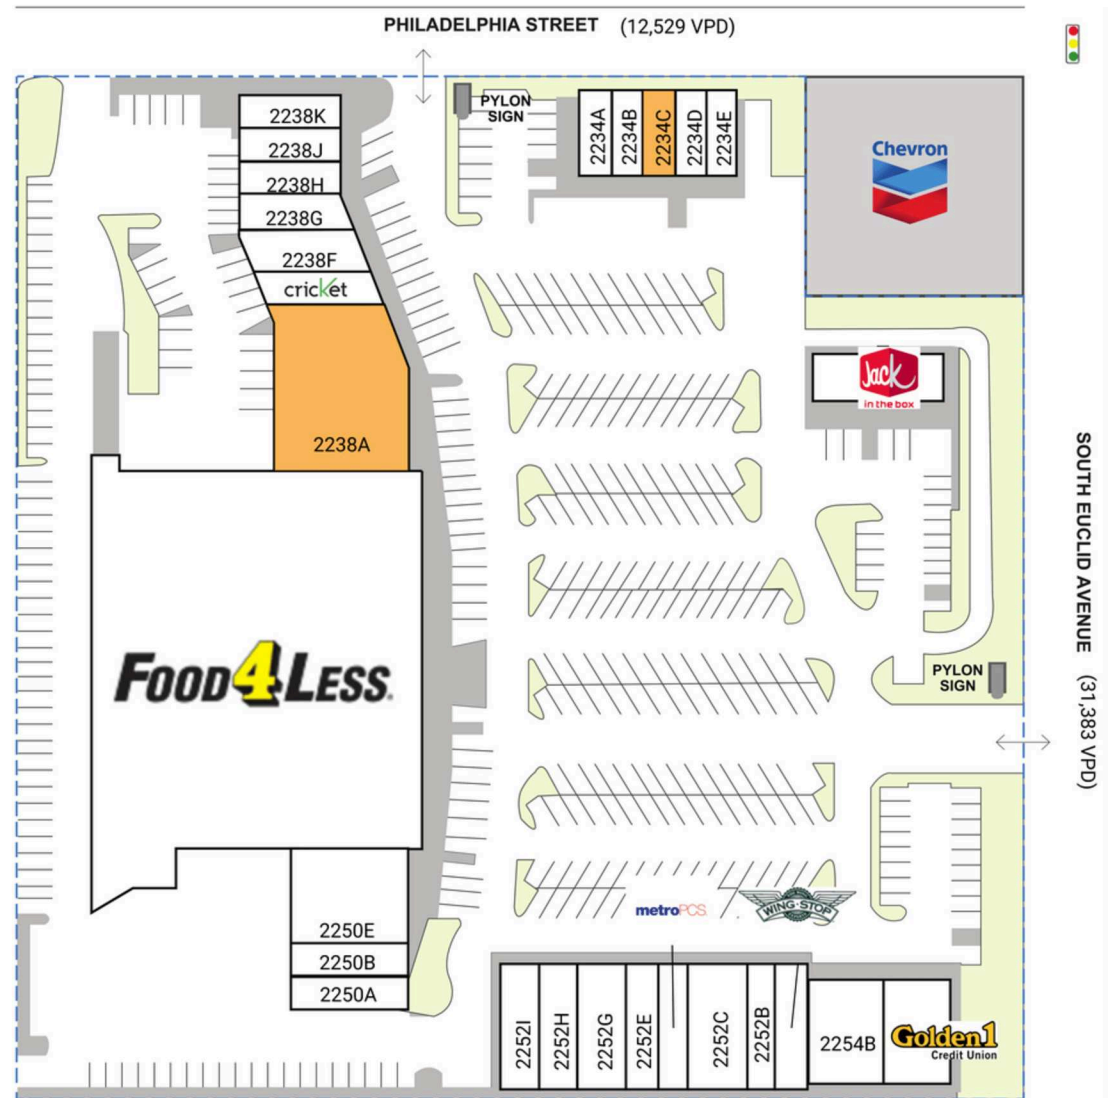 PHILADELPHIA STREET (12,529 VPD)
PYLON
SIGN
2238K
2238J
2238H
2238G
2238F
cricket
2238A
2234A
2234B
2234C
2234D
2234E
Chevron
Jack
in the box
SOUTH EUCLID AVENUE (31,383 VPD)
FOOD4LESS.
PYLON
SIGN
metroPCS.
WING·STOP
2250E
2250B
2250A
2252I
2252H
2252G
2252E
2252C
2252B
2254B
Golden1
Credit Union